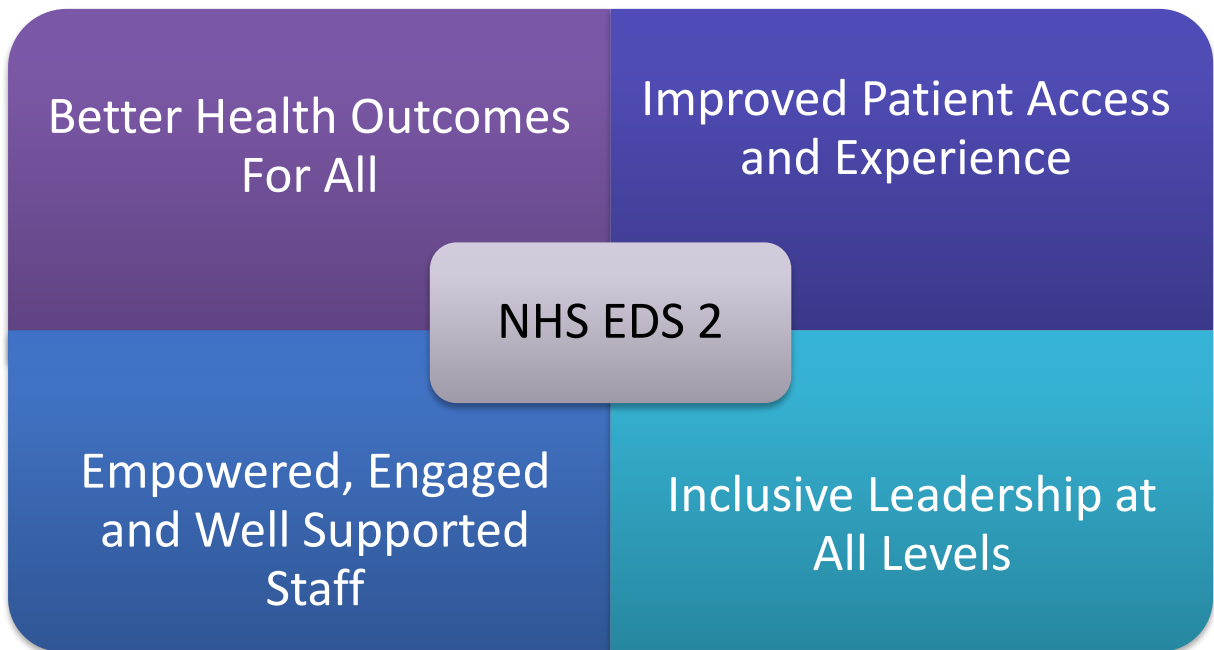 Better Health Outcomes
For All
Improved Patient Access
and Experience
NHS EDS 2
Empowered, Engaged
and Well Supported
Staff
Inclusive Leadership at
All Levels